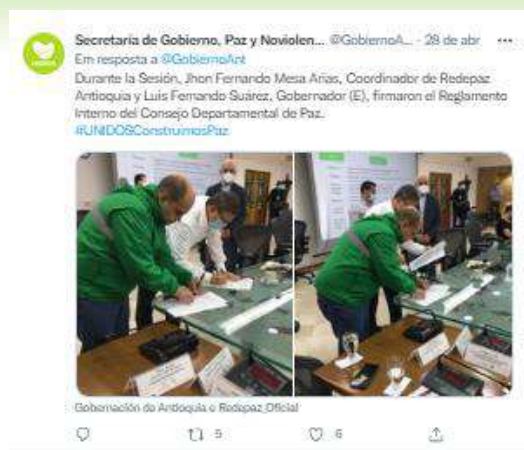 Secretaría de Gobierno, Paz y Noviolen... @GobiernoA... - 28 de abr
Em resposta a @GobiernoAnt
Durante la Sesión, Jhon Fernando Mesa Arias, Coordinador de Redepaz
Antioquia y Luis Fernando Suárez, Gobernador (E), firmaron el Reglamento
Interno del Consejo Departamental de Paz.
#UNIDOSConstruimosPaz
Gobernación de Antioquia e Redepaz_Oficial
5
6